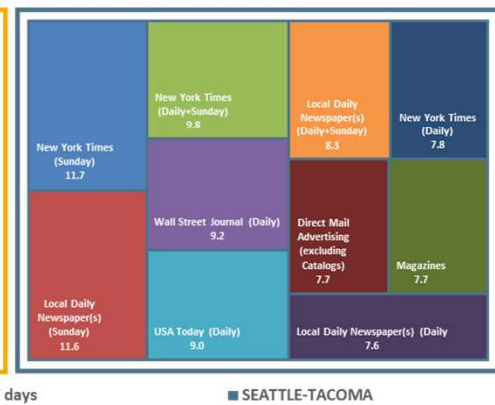 New York Times
(Sunday)
11.7
Local Daily
Newspaper(s)
(Sunday)
11.6
New York Times
(Daily+Sunday)
9.8
Wall Street Journal (Daily)
9.2
USA Today (Daily)
9.0
Local Daily
Newspaper(s)
(Daily+Sunday)
8.3
New York Times
(Daily)
7.8
Direct Mail
Advertising
(excluding
Catalogs)
7.7
Magazines
7.7
Local Daily Newspaper(s) (Daily
7.6
days
SEATTLE-TACOMA